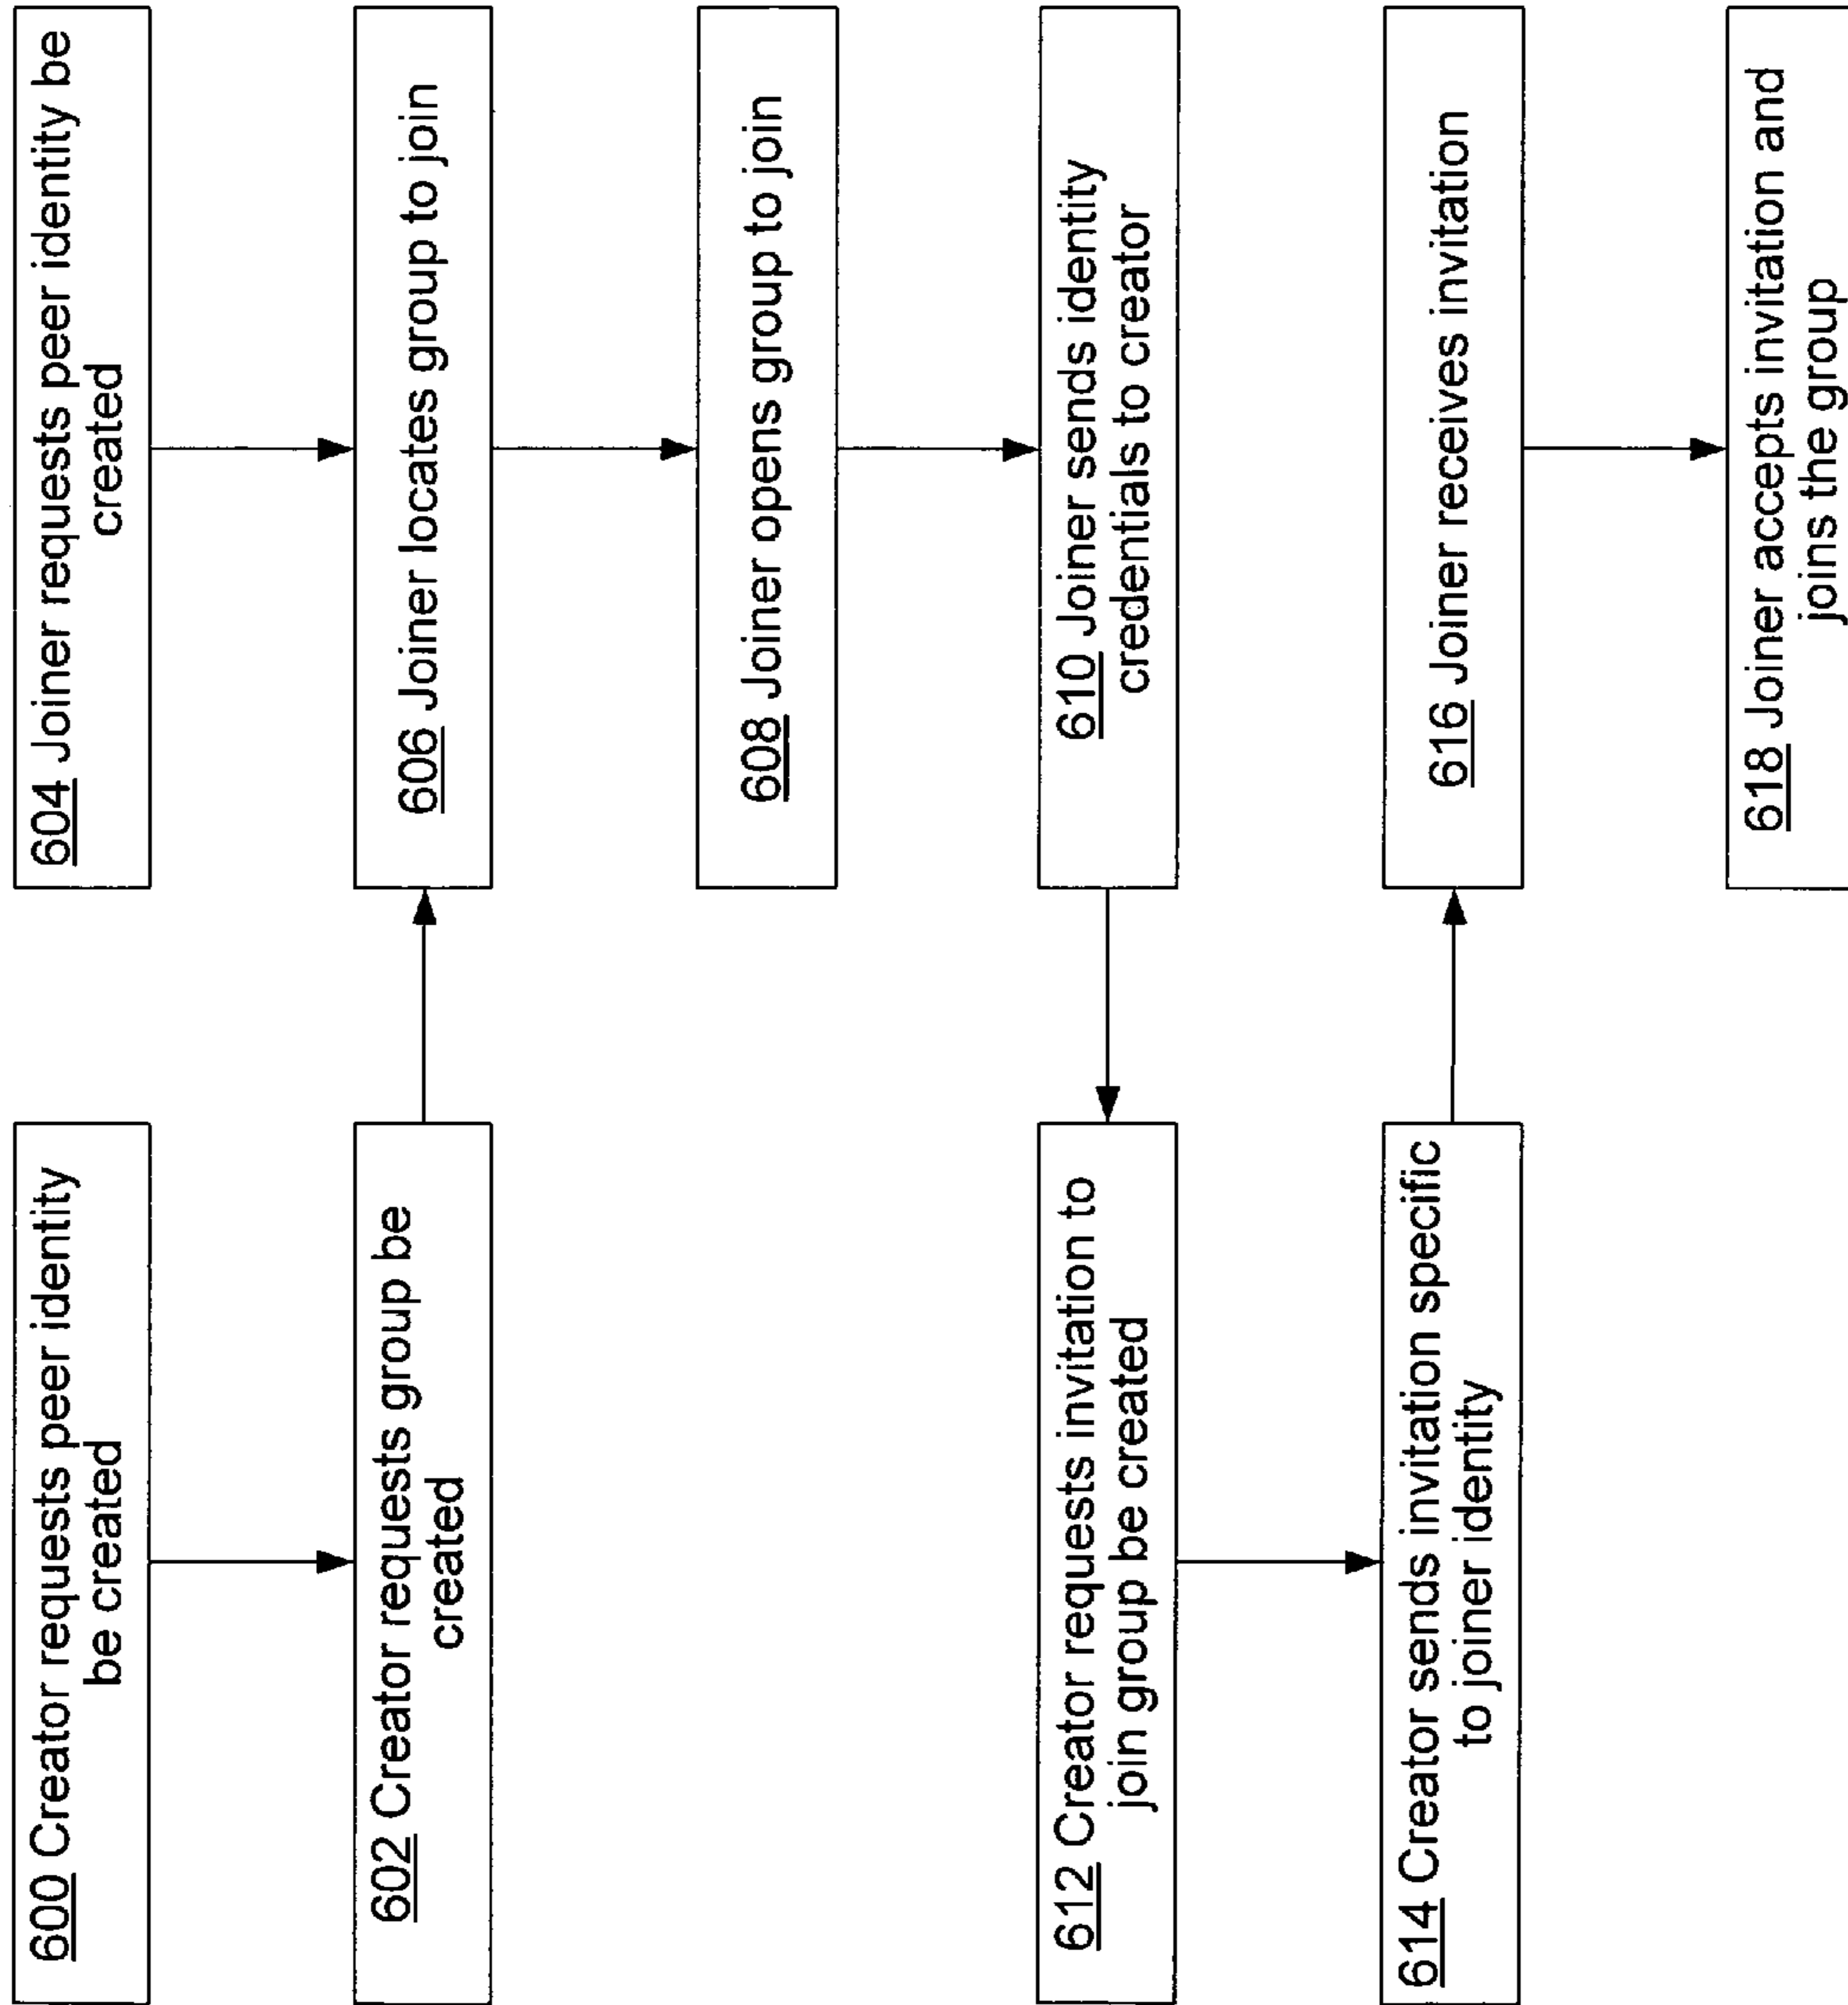 600 Creator requests peer identity
be created
602 Creator requests group be
created
604 Joiner requests peer identity be
created
606 Joiner locates group to join
608 Joiner opens group to join
610 Joiner sends identity
credentials to creator
612 Creator requests invitation to
join group be created
614 Creator sends invitation specific
to joiner identity
616 Joiner receives invitation
618 Joiner accepts invitation and
joins the group